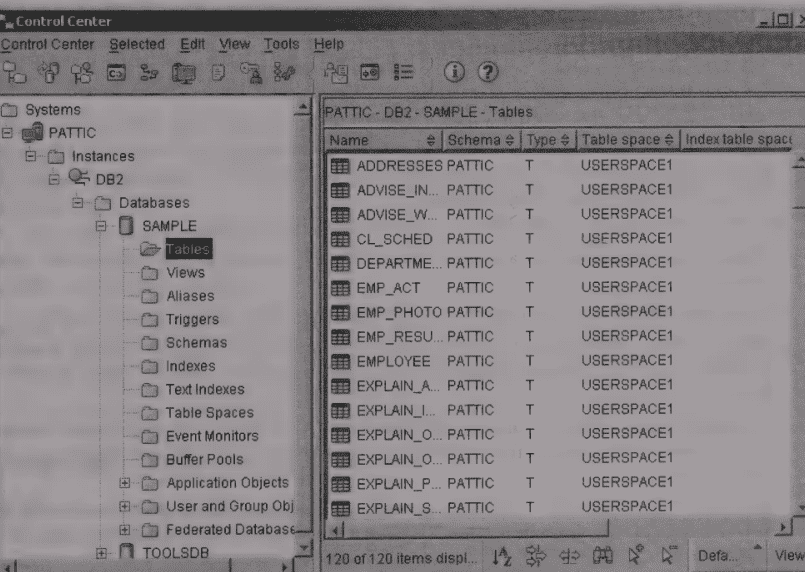 Control Center
Control Center Selected Edit View Tools Help
Systems
PATTIC
Instances
DB2
Databases
SAMPLE
Tables
Views
Aliases
Triggers
Schemas
Indexes
Text Indexes
Table Spaces
Event Monitors
Buffer Pools
Application Objects
User and Group Obj
Federated Database
TOOLSDB
PATTIC - DB2 - SAMPLE - Tables
Name Schema Type Table space Index table space
ADDRESSES PATTIC T USERSPACE1
ADVISE_IN... PATTIC T USERSPACE1
ADVISE_W... PATTIC T USERSPACE1
CL_SCHED PATTIC T USERSPACE1
DEPARTME... PATTIC T USERSPACE1
EMP_ACT PATTIC T USERSPACE1
EMP_PHOTO PATTIC T USERSPACE1
EMP_RESU... PATTIC T USERSPACE1
EMPLOYEE PATTIC T USERSPACE1
EXPLAIN_A... PATTIC T USERSPACE1
EXPLAIN_I... PATTIC T USERSPACE1
EXPLAIN_O... PATTIC T USERSPACE1
EXPLAIN_O... PATTIC T USERSPACE1
EXPLAIN_P... PATTIC T USERSPACE1
EXPLAIN_S... PATTIC T USERSPACE1
120 of 120 items displ... Defa... View